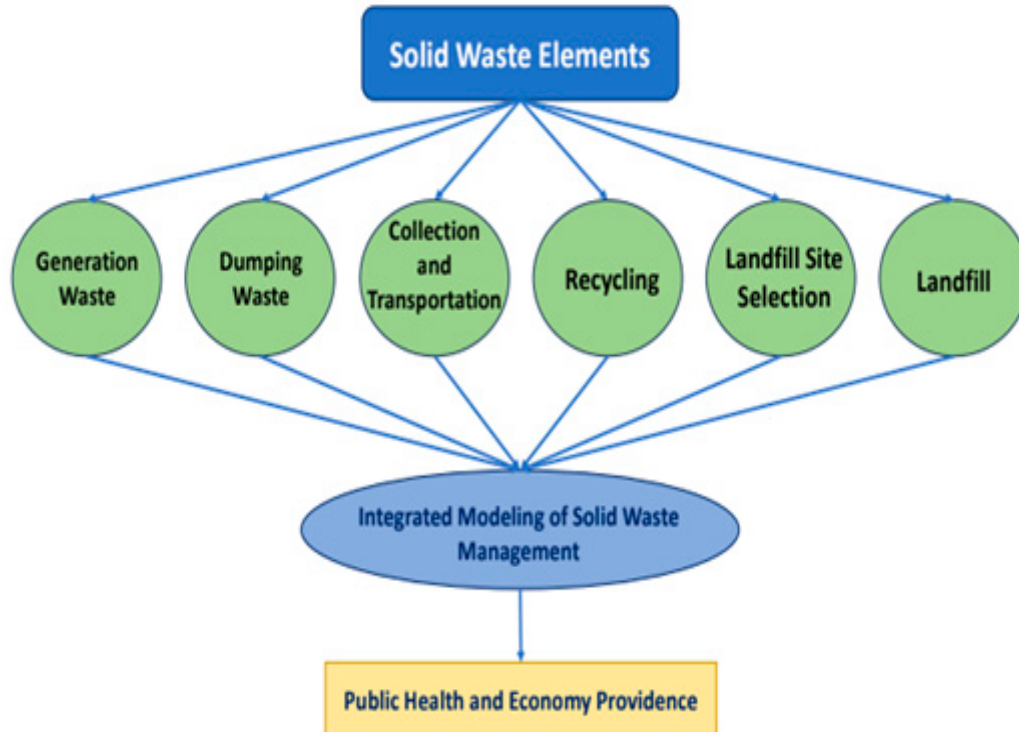 Solid Waste Elements
Generation
Waste
Dumping
Waste
Collection
and
Transportation
Recycling
Landfill Site
Selection
Landfill
Integrated Modeling of Solid Waste
Management
Public Health and Economy Providence